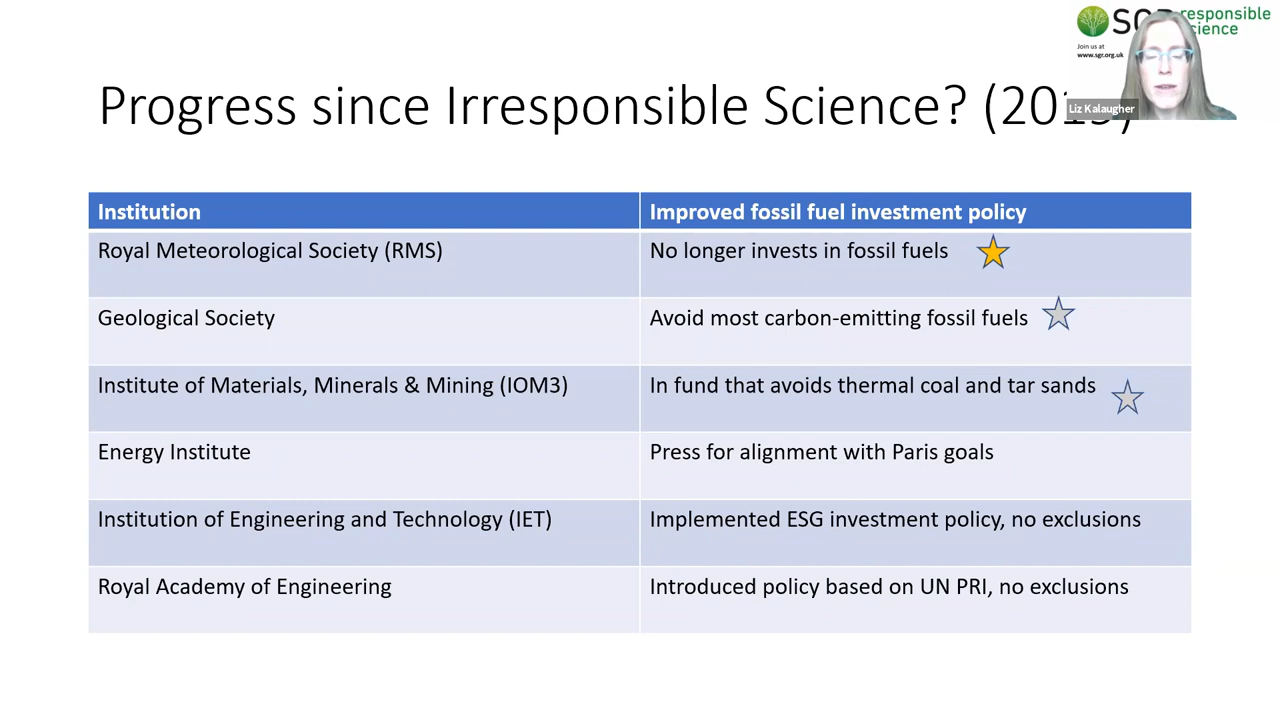 responsible
Join us at
www.sgr.org.uk
Liz Kalaugher
Progress since Irresponsible Science?
Institution
Improved fossil fuel investment policy
Royal Meteorological Society (RMS)
No longer invests in fossil fuels
Geological Society
Avoid most carbon-emitting fossil fuels
Institute of Materials, Minerals & Mining (IOM3)
In fund that avoids thermal coal and tar sands
Energy Institute
Press for alignment with Paris goals
Institution of Engineering and Technology (IET)
Implemented ESG investment policy, no exclusions
Royal Academy of Engineering
Introduced policy based on UN PRI, no exclusions